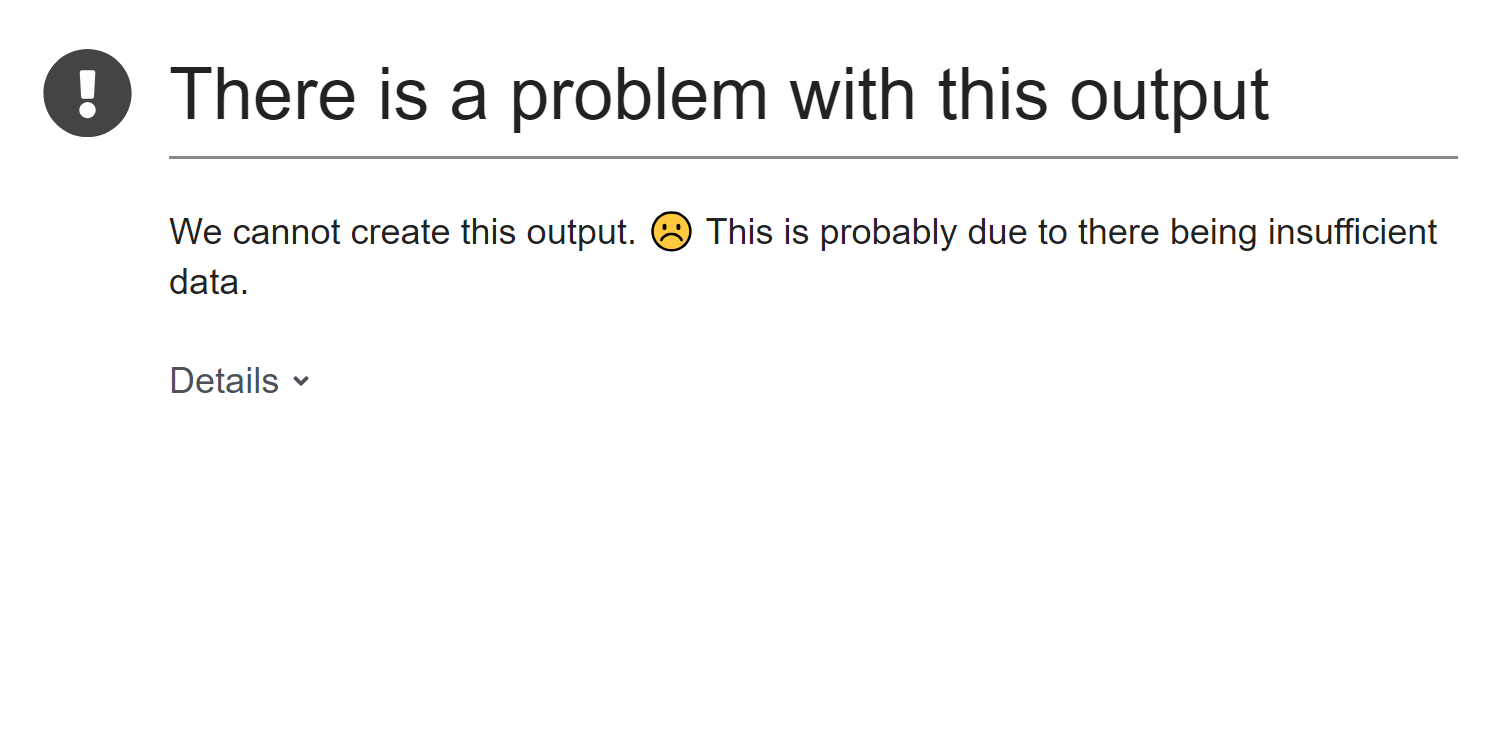 There is a problem with this output
We cannot create this output. ☹️ This is probably due to there being insufficient
data.
Details